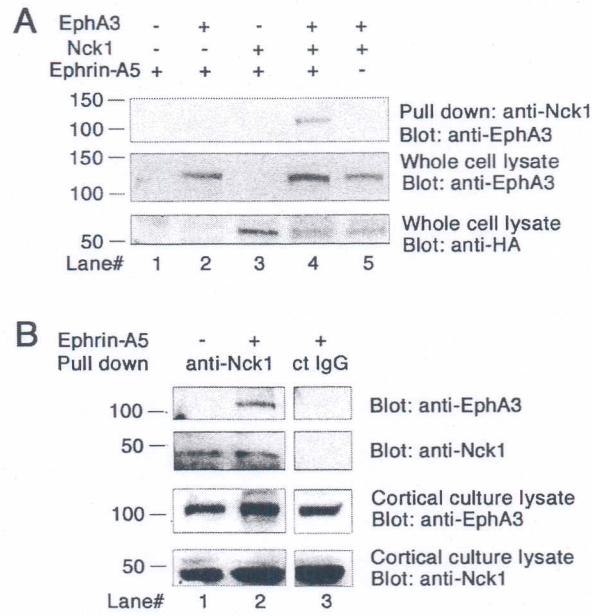 A
EphA3 - + - + +
Nck1 - - + + +
Ephrin-A5 + + + + -
150
100
Pull down: anti-Nck1
Blot: anti-EphA3
150
100
Whole cell lysate
Blot: anti-EphA3
50
Whole cell lysate
Blot: anti-HA
Lane# 1 2 3 4 5
B
Ephrin-A5 - + +
Pull down anti-Nck1 ct IgG
100
Blot: anti-EphA3
50
Blot: anti-Nck1
100
Cortical culture lysate
Blot: anti-EphA3
50
Cortical culture lysate
Blot: anti-Nck1
Lane# 1 2 3